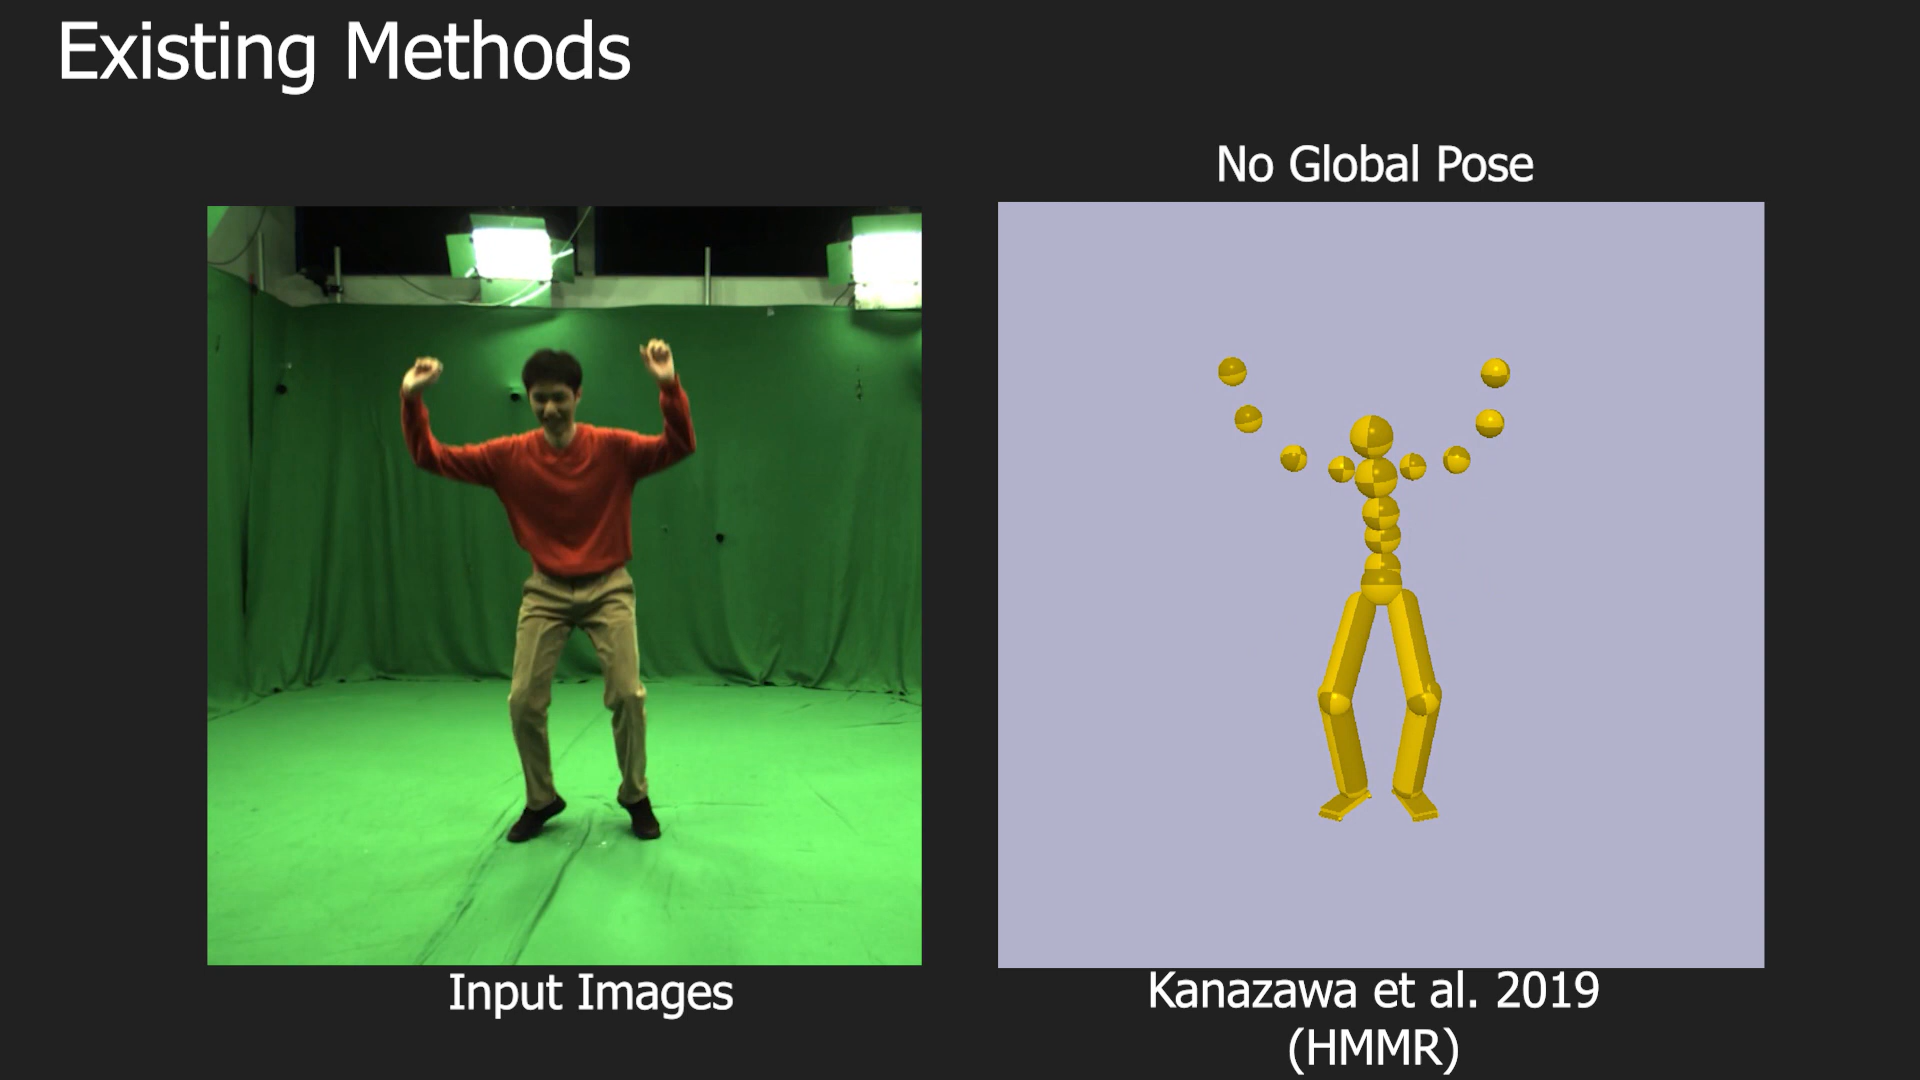 Existing Methods
No Global Pose
Input Images
Kanazawa et al. 2019
(HMMR)